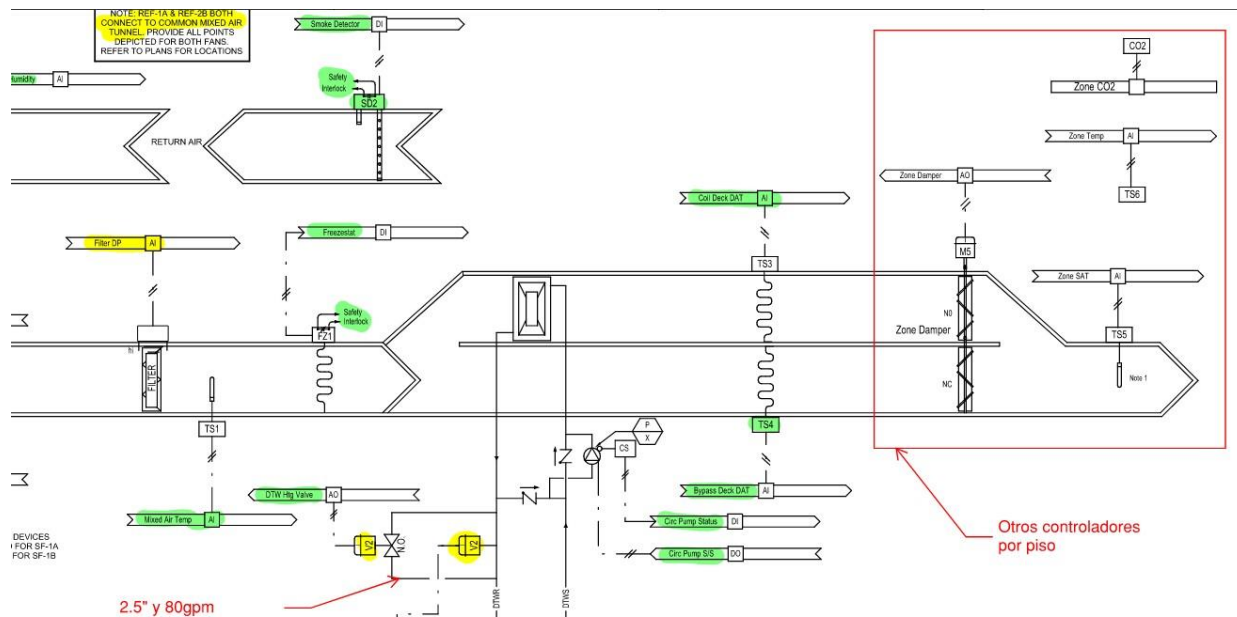 NOTE: REF-1A & REF-2B BOTH
CONNECT TO COMMON MIXED AIR
TUNNEL. PROVIDE ALL POINTS
DEPICTED FOR BOTH FANS.
REFER TO PLANS FOR LOCATIONS
Smoke Detector DI
Humidity AI
Safety
Interlock
SD2
RETURN AIR
CO2
Zone CO2
Zone Temp AI
TS6
Zone Damper AO
M5
Coil Deck DAT AI
TS3
Filter DP AI
Freezestat DI
Safety
Interlock
FZ1
hi
FILTER
TS1
Zone SAT AI
TS5
Note 1
NO
Zone Damper
NC
TS4
P
X
CS
DTW Htg Valve AO
Bypass Deck DAT AI
Mixed Air Temp AI
Circ Pump Status DI
Circ Pump S/S DO
V2
N.O.
V2
DEVICES
FOR SF-1A
FOR SF-1B
DTWR
DTWS
2.5" y 80gpm
Otros controladores
por piso